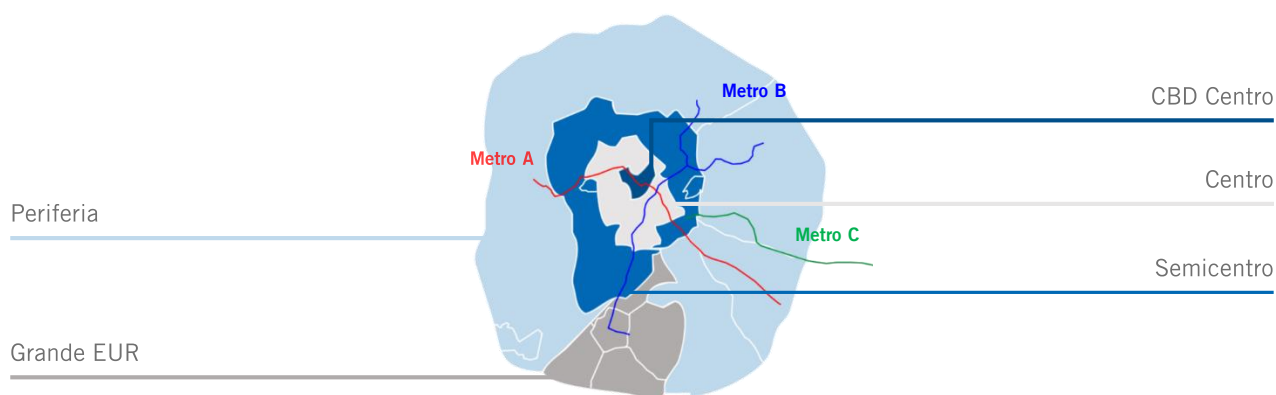 Metro B
CBD Centro
Metro A
Centro
Periferia
Metro C
Semicentro
Grande EUR